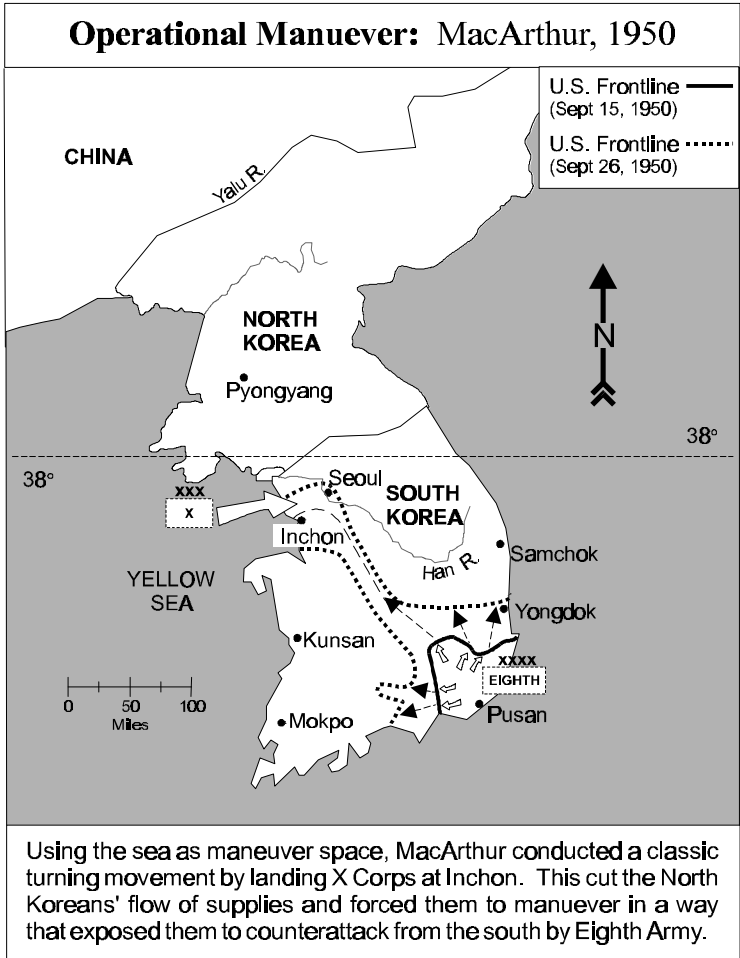 Operational Manuever: MacArthur, 1950
U.S. Frontline
(Sept 15, 1950)
U.S. Frontline
(Sept 26, 1950)
CHINA
Yalu R.
N
NORTH
KOREA
Pyongyang
38°
38°
xxx
x
Seoul
SOUTH
KOREA
Inchon
Han R.
Samchok
YELLOW
SEA
Yongdok
Kunsan
xxxx
EIGHTH
0 50 100
Miles
Mokpo
Pusan
Using the sea as maneuver space, MacArthur conducted a classic
turning movement by landing X Corps at Inchon. This cut the North
Koreans' flow of supplies and forced them to manuever in a way
that exposed them to counterattack from the south by Eighth Army.